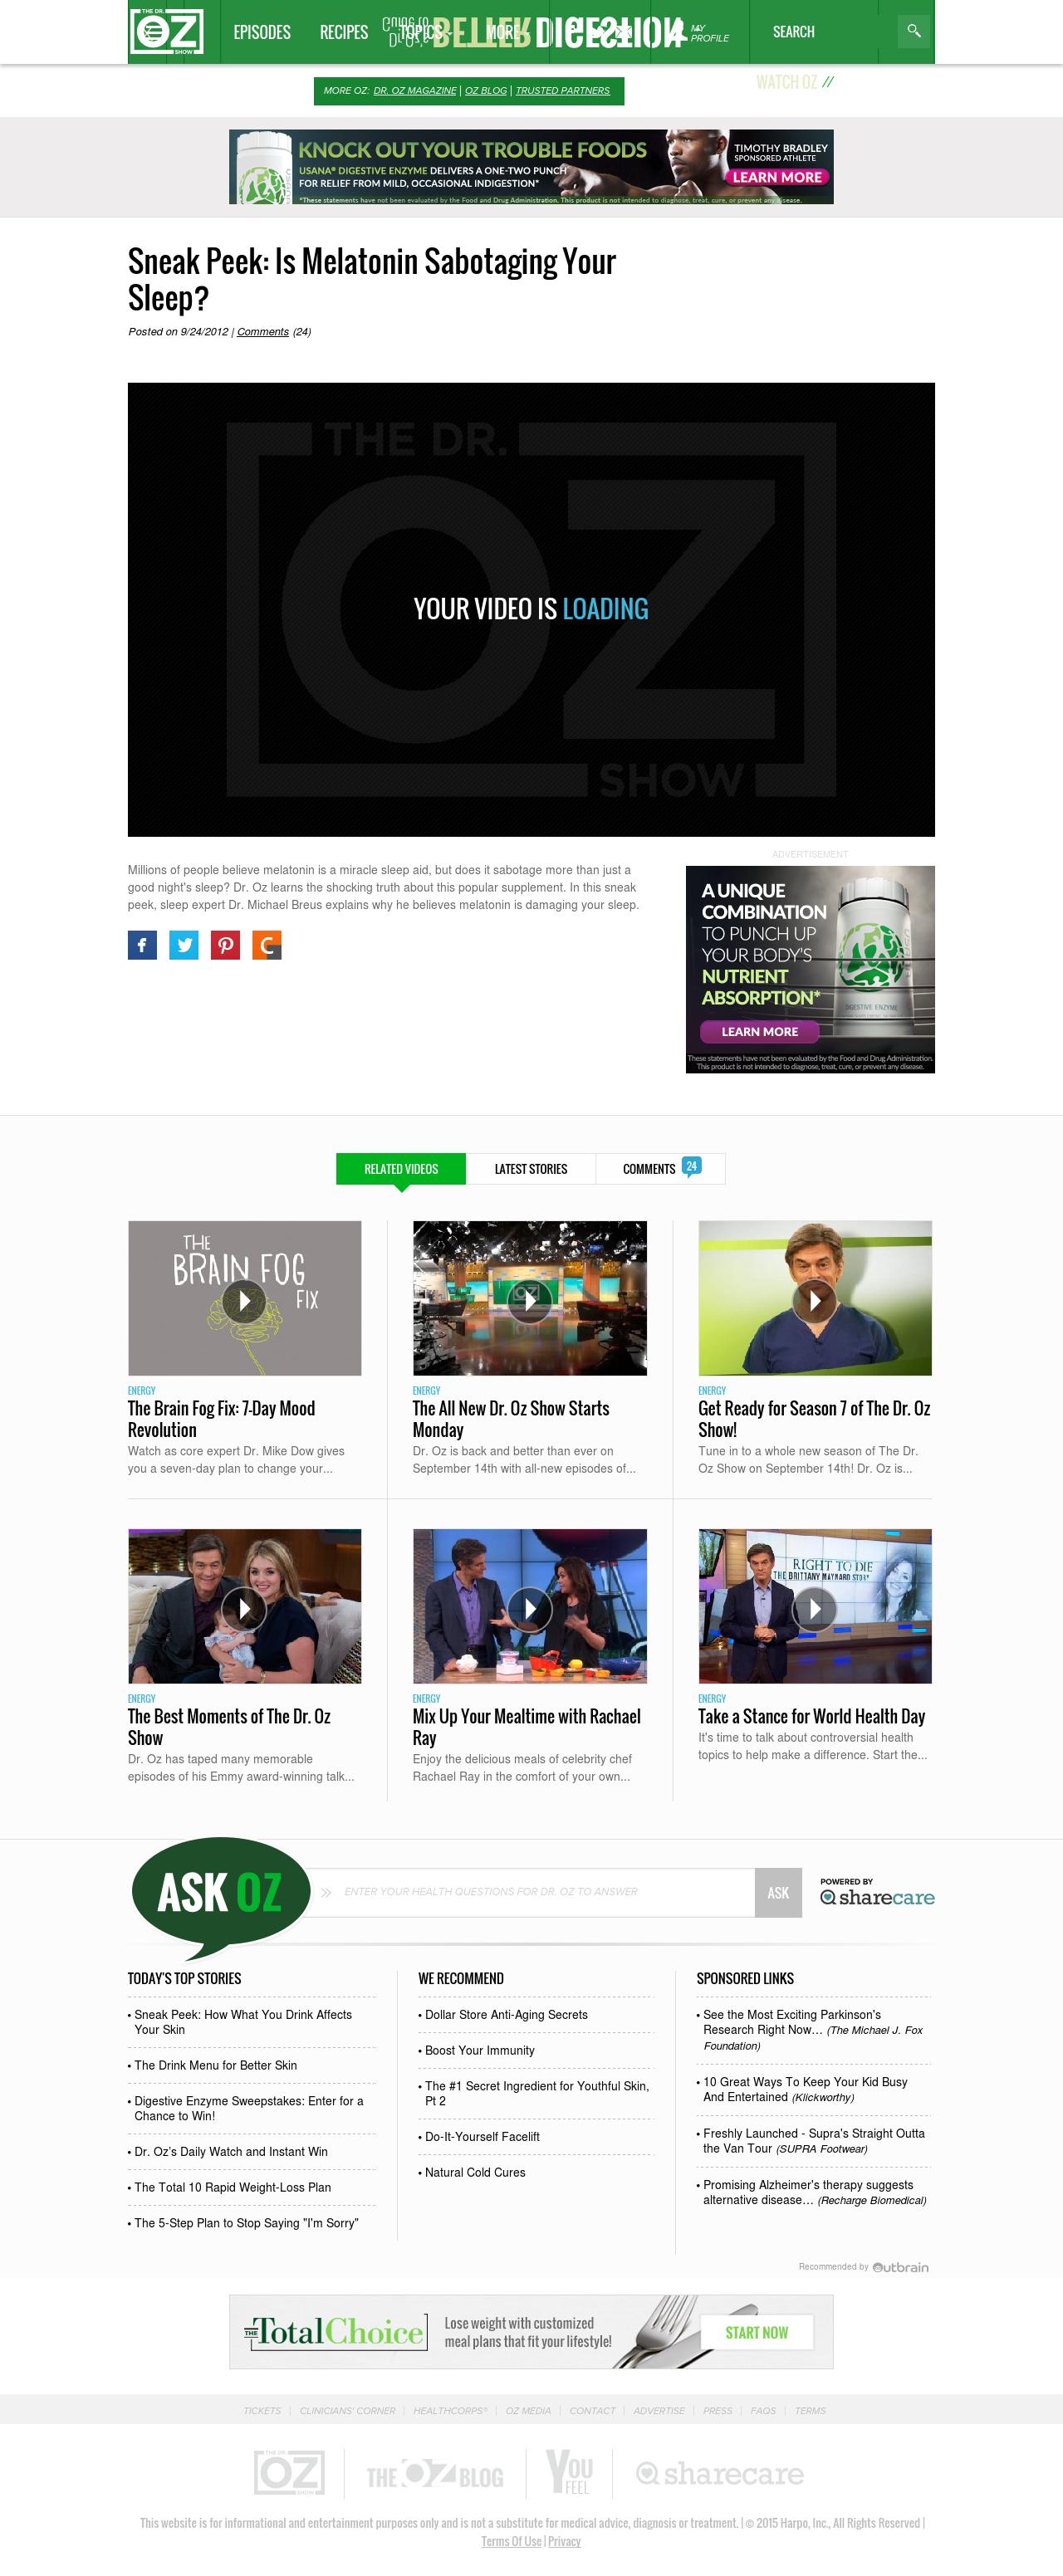 THE DR. OZ SHOW
EPISODES
RECIPES
TOPICS
MORE
MY PROFILE
SEARCH
MORE OZ: DR. OZ MAGAZINE | OZ BLOG | TRUSTED PARTNERS
WATCH OZ //
KNOCK OUT YOUR TROUBLE FOODS
USANA® DIGESTIVE ENZYME DELIVERS A ONE-TWO PUNCH
FOR RELIEF FROM MILD, OCCASIONAL INDIGESTION*
TIMOTHY BRADLEY
SPONSORED ATHLETE
LEARN MORE
*These statements have not been evaluated by the Food and Drug Administration. This product is not intended to diagnose, treat, cure, or prevent any disease.
Sneak Peek: Is Melatonin Sabotaging Your
Sleep?
Posted on 9/24/2012 | Comments (24)
THE DR.
OZ
SHOW
YOUR VIDEO IS LOADING
Millions of people believe melatonin is a miracle sleep aid, but does it sabotage more than just a
good night's sleep? Dr. Oz learns the shocking truth about this popular supplement. In this sneak
peek, sleep expert Dr. Michael Breus explains why he believes melatonin is damaging your sleep.
ADVERTISEMENT
A UNIQUE
COMBINATION
TO PUNCH UP
YOUR BODY'S
NUTRIENT
ABSORPTION*
DIGESTIVE ENZYME
LEARN MORE
These statements have not been evaluated by the Food and Drug Administration.
This product is not intended to diagnose, treat, cure, or prevent any disease.
RELATED VIDEOS
LATEST STORIES
COMMENTS 24
THE
BRAIN FOG
FIX
ENERGY
The Brain Fog Fix: 7-Day Mood
Revolution
Watch as core expert Dr. Mike Dow gives
you a seven-day plan to change your...
OZ
ENERGY
The All New Dr. Oz Show Starts
Monday
Dr. Oz is back and better than ever on
September 14th with all-new episodes of...
ENERGY
Get Ready for Season 7 of The Dr. Oz
Show!
Tune in to a whole new season of The Dr.
Oz Show on September 14th! Dr. Oz is...
ENERGY
The Best Moments of The Dr. Oz
Show
Dr. Oz has taped many memorable
episodes of his Emmy award-winning talk...
ENERGY
Mix Up Your Mealtime with Rachael
Ray
Enjoy the delicious meals of celebrity chef
Rachael Ray in the comfort of your own...
RIGHT TO DIE
THE BRITTANY MAYNARD STORY
ENERGY
Take a Stance for World Health Day
It's time to talk about controversial health
topics to help make a difference. Start the...
ASK OZ
ENTER YOUR HEALTH QUESTIONS FOR DR. OZ TO ANSWER
ASK
POWERED BY
sharecare
TODAY'S TOP STORIES
• Sneak Peek: How What You Drink Affects
Your Skin
• The Drink Menu for Better Skin
• Digestive Enzyme Sweepstakes: Enter for a
Chance to Win!
• Dr. Oz's Daily Watch and Instant Win
• The Total 10 Rapid Weight-Loss Plan
• The 5-Step Plan to Stop Saying "I'm Sorry"
WE RECOMMEND
• Dollar Store Anti-Aging Secrets
• Boost Your Immunity
• The #1 Secret Ingredient for Youthful Skin,
Pt 2
• Do-It-Yourself Facelift
• Natural Cold Cures
SPONSORED LINKS
• See the Most Exciting Parkinson's
Research Right Now… (The Michael J. Fox
Foundation)
• 10 Great Ways To Keep Your Kid Busy
And Entertained (Klickworthy)
• Freshly Launched - Supra's Straight Outta
the Van Tour (SUPRA Footwear)
• Promising Alzheimer's therapy suggests
alternative disease… (Recharge Biomedical)
Recommended by Outbrain
THE TotalChoice
Lose weight with customized
meal plans that fit your lifestyle!
START NOW
TICKETS | CLINICIANS' CORNER | HEALTHCORPS® | OZ MEDIA | CONTACT | ADVERTISE | PRESS | FAQS | TERMS
THE DR. OZ SHOW
THE OZ BLOG
YOU FEEL
sharecare
This website is for informational and entertainment purposes only and is not a substitute for medical advice, diagnosis or treatment. | © 2015 Harpo, Inc., All Rights Reserved |
Terms Of Use | Privacy